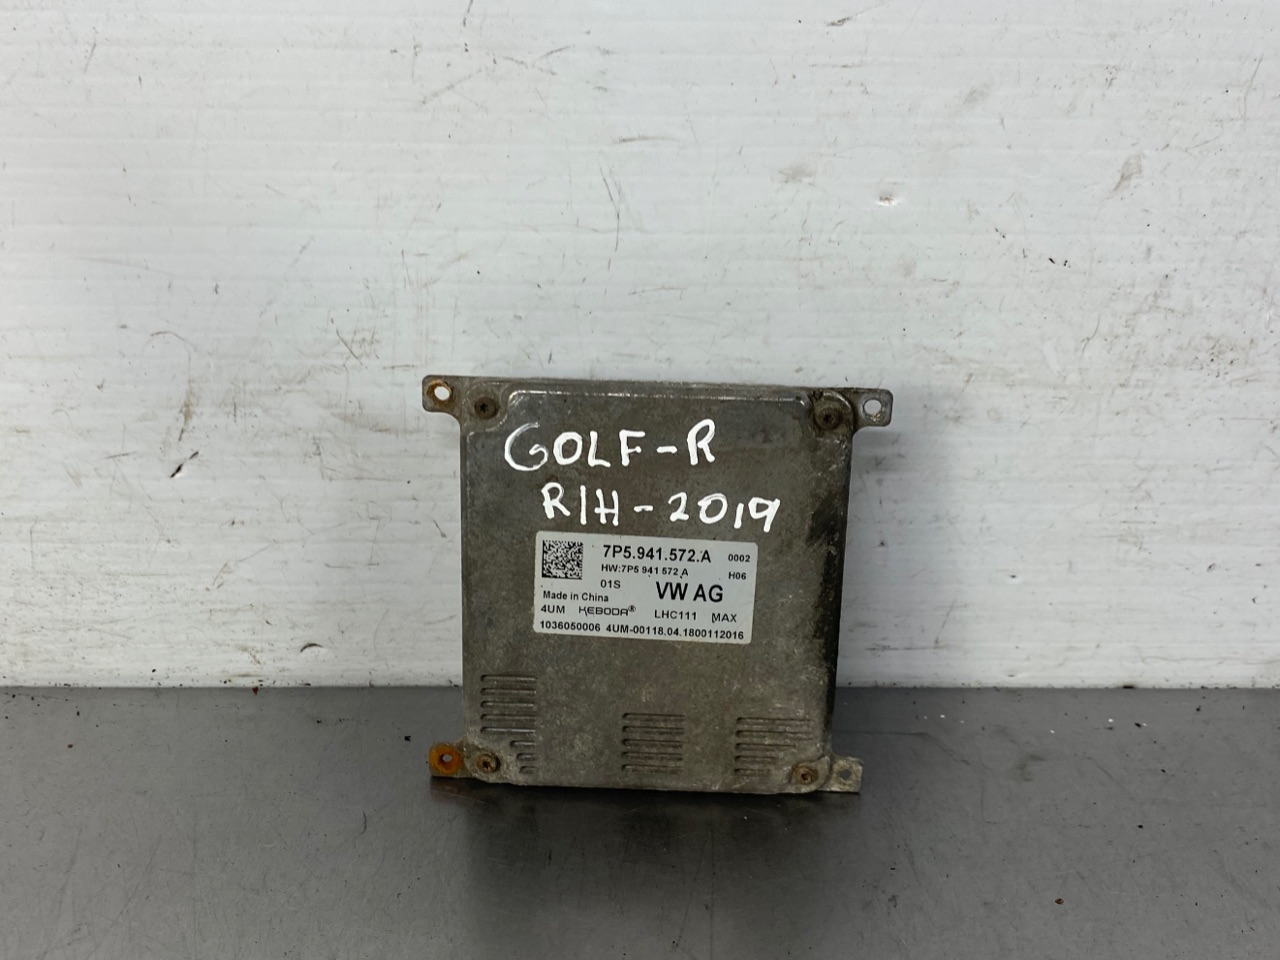 GOLF-R
R/H-2019
7P5.941.572.A 0002
HW:7P5 941 572 A H06
01S VW AG
Made in China
4UM KEBODA® LHC111 MAX
1036050006 4UM-00118.04.1800112016